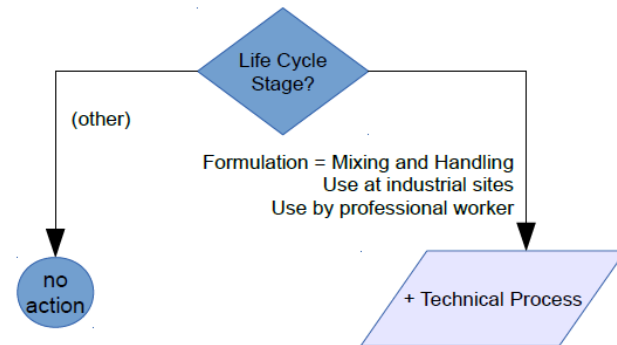 Life Cycle
Stage?
(other)
Formulation = Mixing and Handling
Use at industrial sites
Use by professional worker
no
action
+ Technical Process